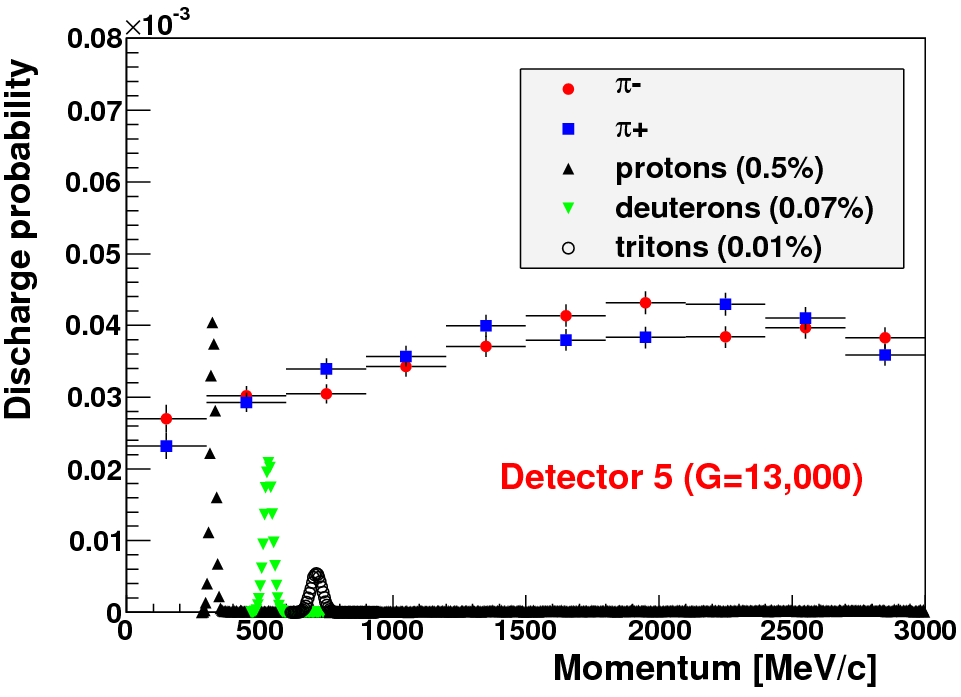 ×10⁻³
0.08
0.07
0.06
0.05
0.04
0.03
0.02
0.01
0
Discharge probability
π-
π+
protons (0.5%)
deuterons (0.07%)
tritons (0.01%)
Detector 5 (G=13,000)
0 500 1000 1500 2000 2500 3000
Momentum [MeV/c]